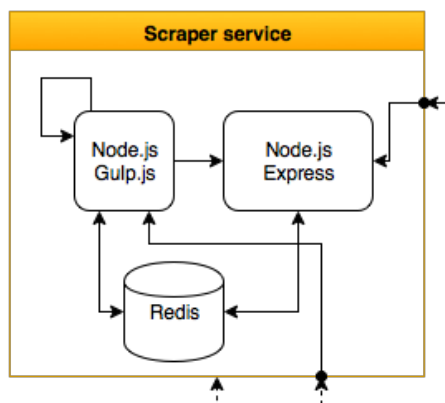 Scraper service
Node.js
Gulp.js
Node.js
Express
Redis